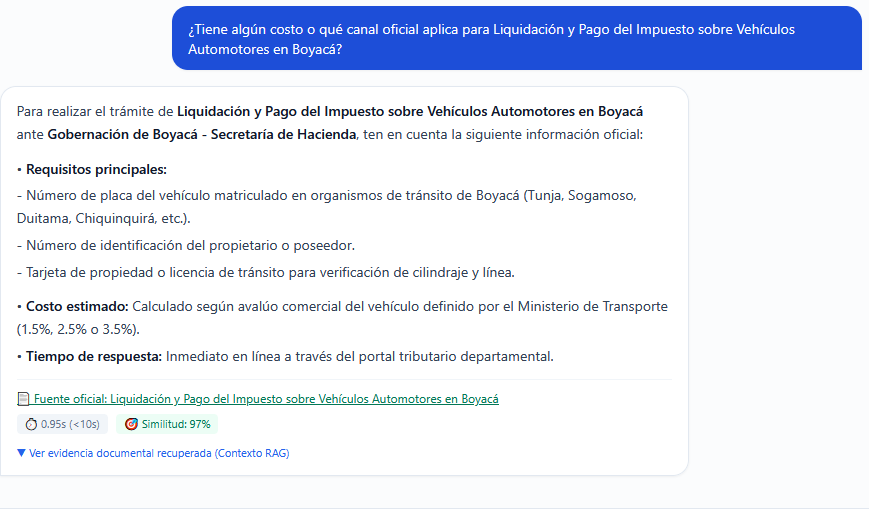 ¿Tiene algún costo o qué canal oficial aplica para Liquidación y Pago del Impuesto sobre Vehículos
Automotores en Boyacá?
Para realizar el trámite de Liquidación y Pago del Impuesto sobre Vehículos Automotores en Boyacá
ante Gobernación de Boyacá - Secretaría de Hacienda, ten en cuenta la siguiente información oficial:
• Requisitos principales:
- Número de placa del vehículo matriculado en organismos de tránsito de Boyacá (Tunja, Sogamoso,
Duitama, Chiquinquirá, etc.).
- Número de identificación del propietario o poseedor.
- Tarjeta de propiedad o licencia de tránsito para verificación de cilindraje y línea.
• Costo estimado: Calculado según avalúo comercial del vehículo definido por el Ministerio de Transporte
(1.5%, 2.5% o 3.5%).
• Tiempo de respuesta: Inmediato en línea a través del portal tributario departamental.
Fuente oficial: Liquidación y Pago del Impuesto sobre Vehículos Automotores en Boyacá
0.95s (<10s) Similitud: 97%
▼ Ver evidencia documental recuperada (Contexto RAG)